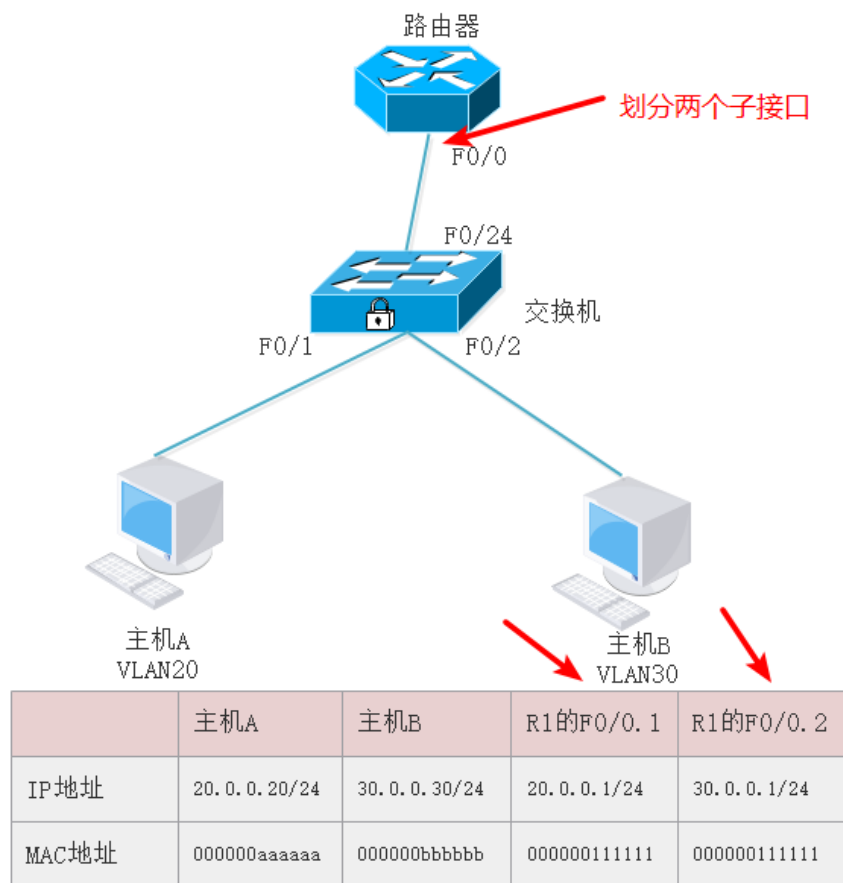 路由器
划分两个子接口
F0/0
F0/24
交换机
F0/1
F0/2
主机A
VLAN20
主机B
VLAN30
主机A 主机B R1的F0/0.1 R1的F0/0.2
IP地址 20.0.0.20/24 30.0.0.30/24 20.0.0.1/24 30.0.0.1/24
MAC地址 000000aaaaaa 000000bbbbbb 000000111111 000000111111